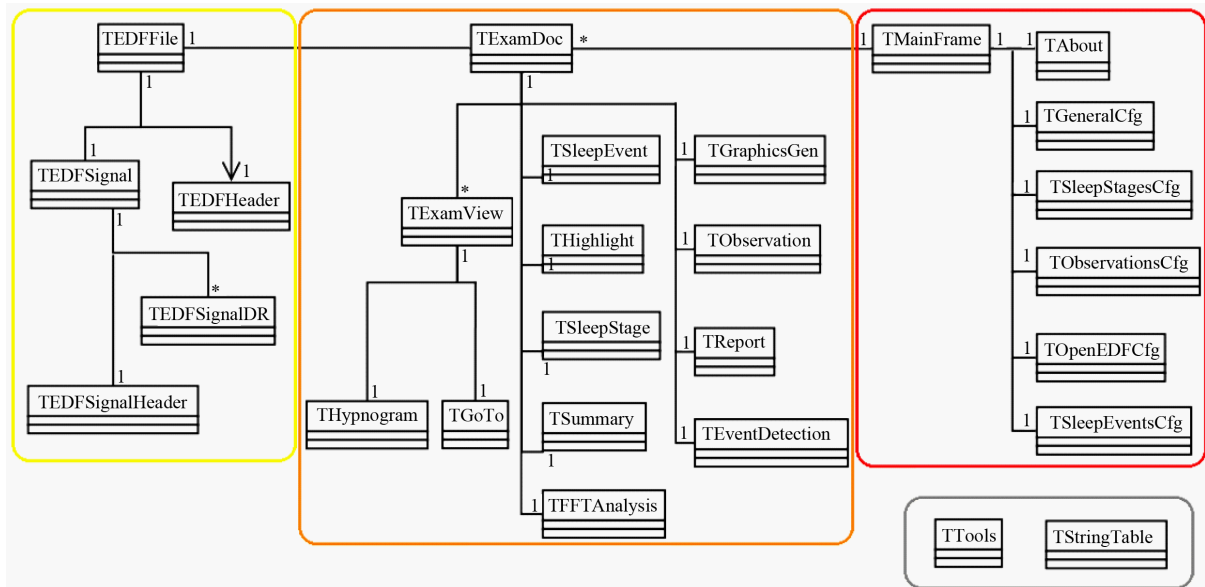 TEDFFile
1
TExamDoc
*
1
TMainFrame
1
1
TAbout
1
1
1
TGeneralCfg
1
TEDFSignal
1
TEDFHeader
1
TSleepEvent
1
1
TGraphicsGen
1
TSleepStagesCfg
*
TExamView
1
THighlight
1
1
TObservation
1
TObservationsCfg
*
TEDFSignalDR
TSleepStage
1
1
TReport
1
TOpenEDFCfg
1
TEDFSignalHeader
1
THypnogram
1
TGoTo
TSummary
1
1
TEventDetection
1
TSleepEventsCfg
1
TFFTAnalysis
TTools
TStringTable